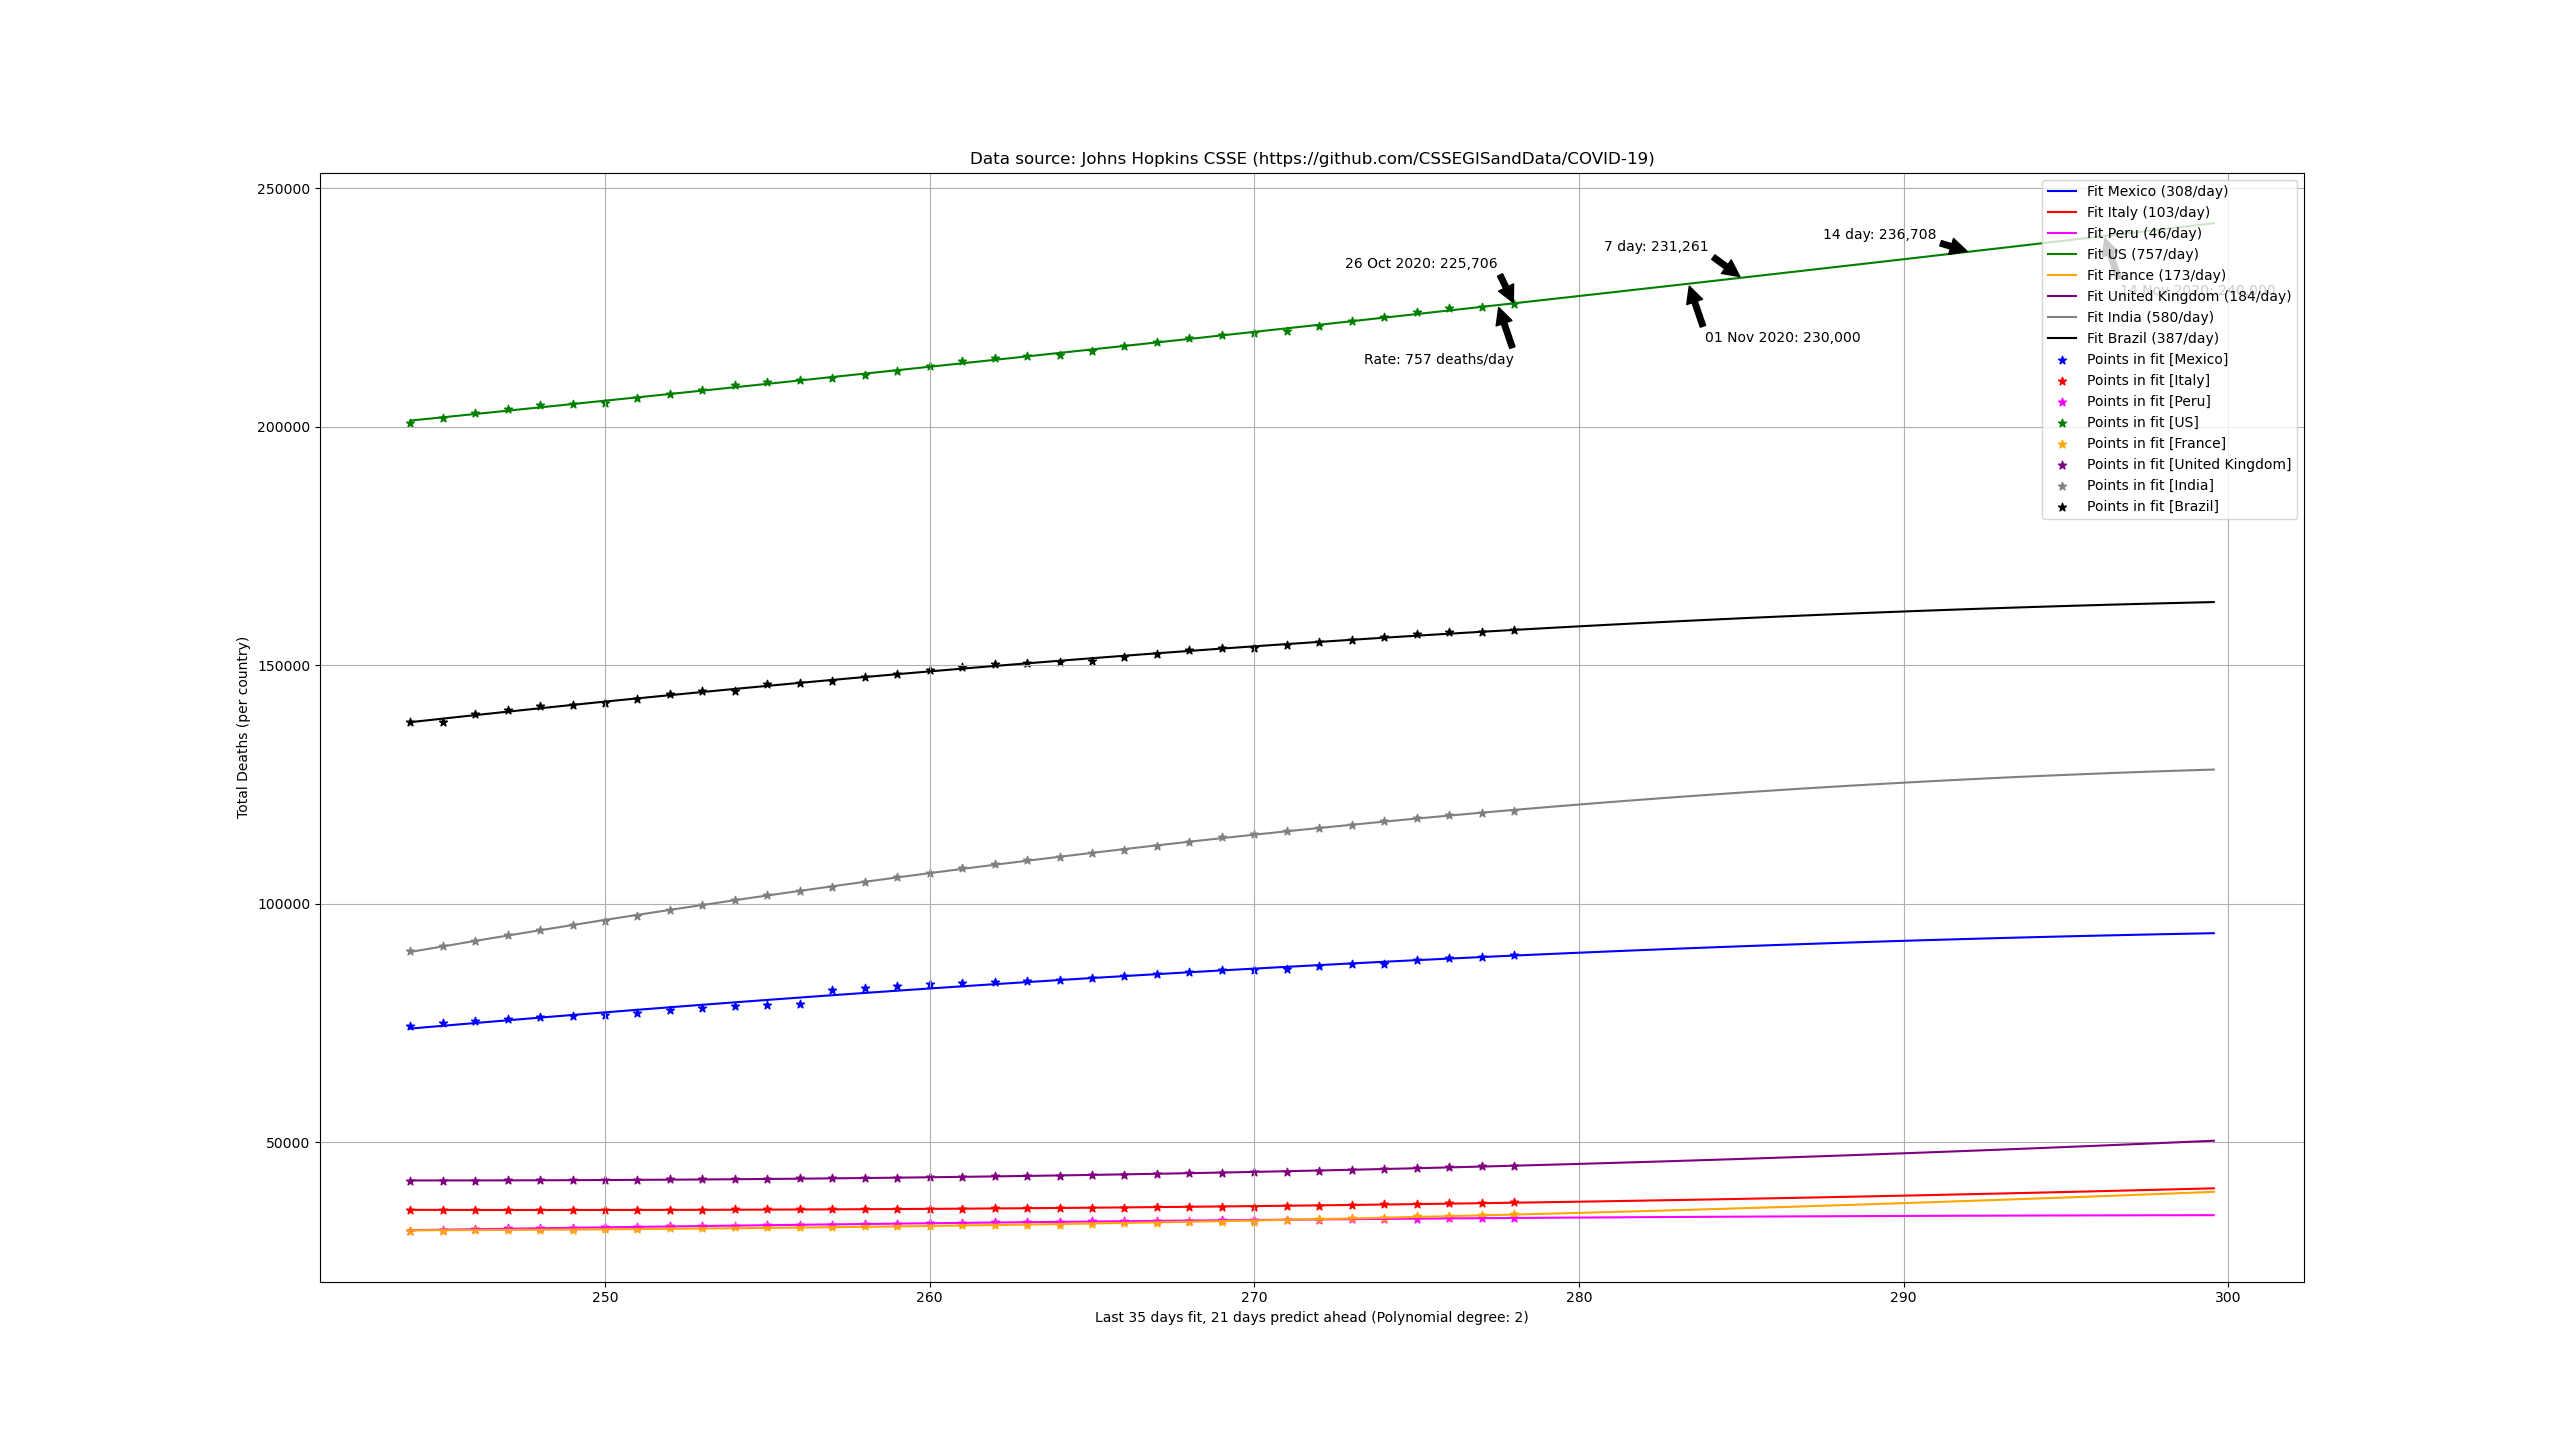 Data source: Johns Hopkins CSSE (https://github.com/CSSEGISandData/COVID-19)
250000
200000
150000
100000
50000
Total Deaths (per country)
26 Oct 2020: 225,706
7 day: 231,261
14 day: 236,708
01 Nov 2020: 230,000
Rate: 757 deaths/day
14 Nov 2020: 240,000
Fit Mexico (308/day)
Fit Italy (103/day)
Fit Peru (46/day)
Fit US (757/day)
Fit France (173/day)
Fit United Kingdom (184/day)
Fit India (580/day)
Fit Brazil (387/day)
Points in fit [Mexico]
Points in fit [Italy]
Points in fit [Peru]
Points in fit [US]
Points in fit [France]
Points in fit [United Kingdom]
Points in fit [India]
Points in fit [Brazil]
250
260
270
280
290
300
Last 35 days fit, 21 days predict ahead (Polynomial degree: 2)